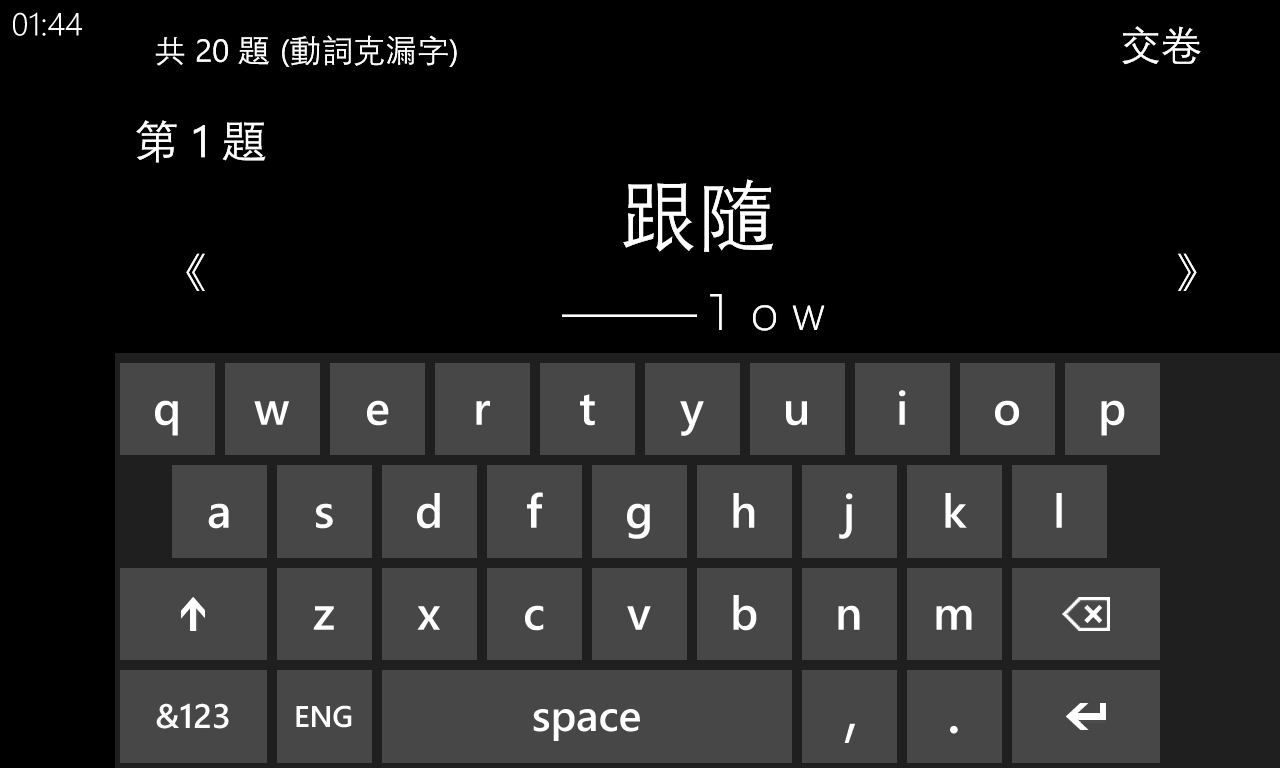 01:44
共 20 題 (動詞克漏字)
交卷
第 1 題
跟隨
《
》
___l o w
q w e r t y u i o p
a s d f g h j k l
z x c v b n m
&123 ENG space , .